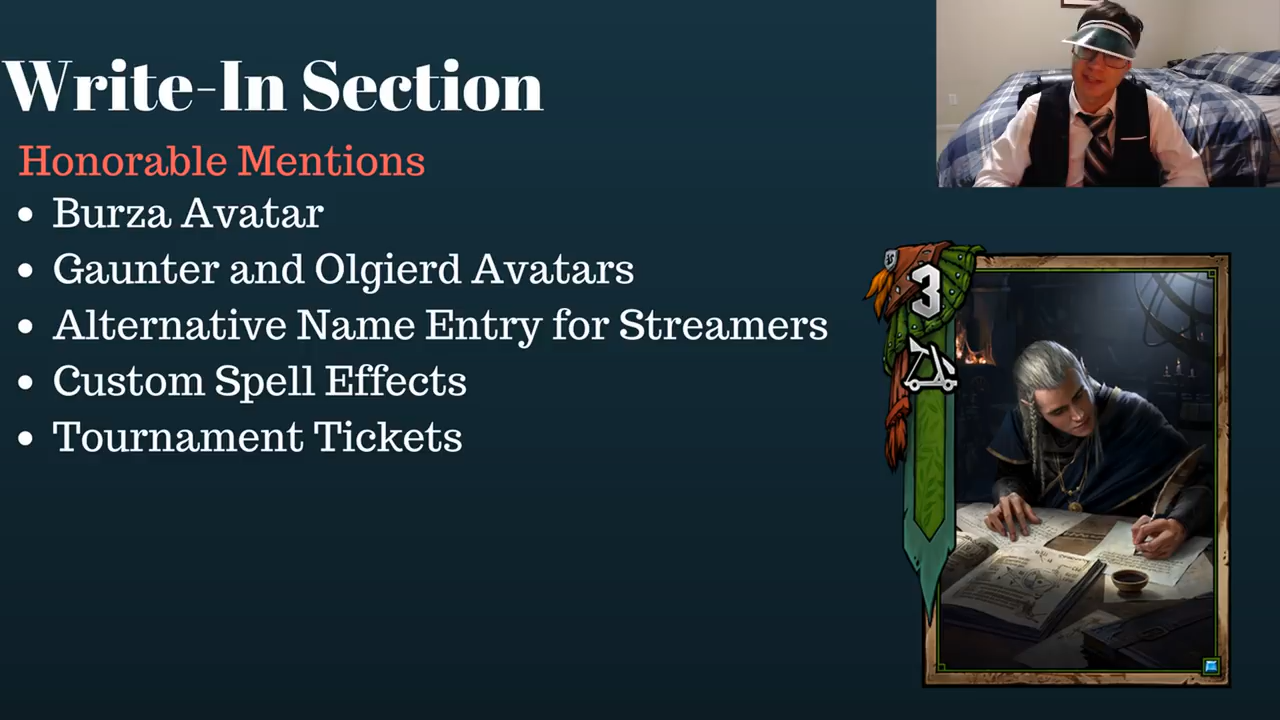 Write-In Section
Honorable Mentions
• Burza Avatar
• Gaunter and Olgierd Avatars
• Alternative Name Entry for Streamers
• Custom Spell Effects
• Tournament Tickets
3